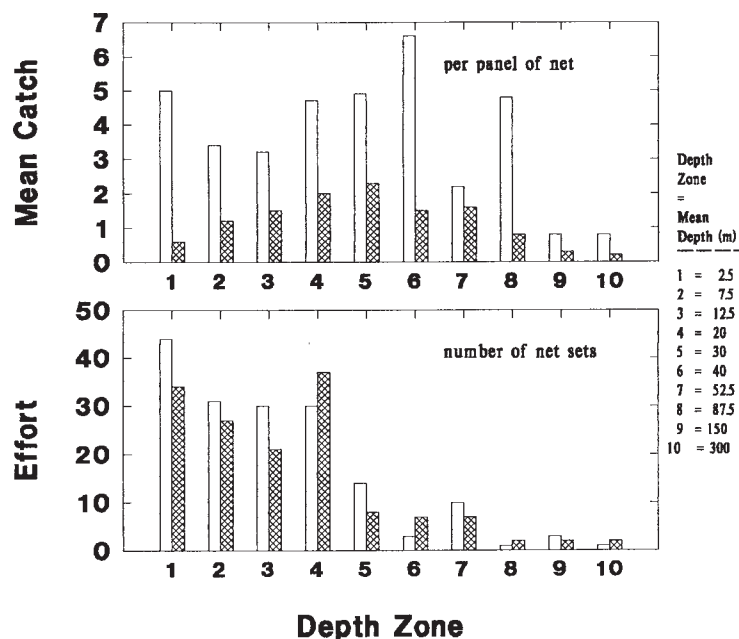 Mean Catch
7
6
5
4
3
2
1
0
per panel of net
1 2 3 4 5 6 7 8 9 10
Effort
50
40
30
20
10
0
number of net sets
1 2 3 4 5 6 7 8 9 10
Depth Zone
Depth
Zone
=
Mean
Depth (m)
1 = 2.5
2 = 7.5
3 = 12.5
4 = 20
5 = 30
6 = 40
7 = 52.5
8 = 87.5
9 = 150
10 = 300